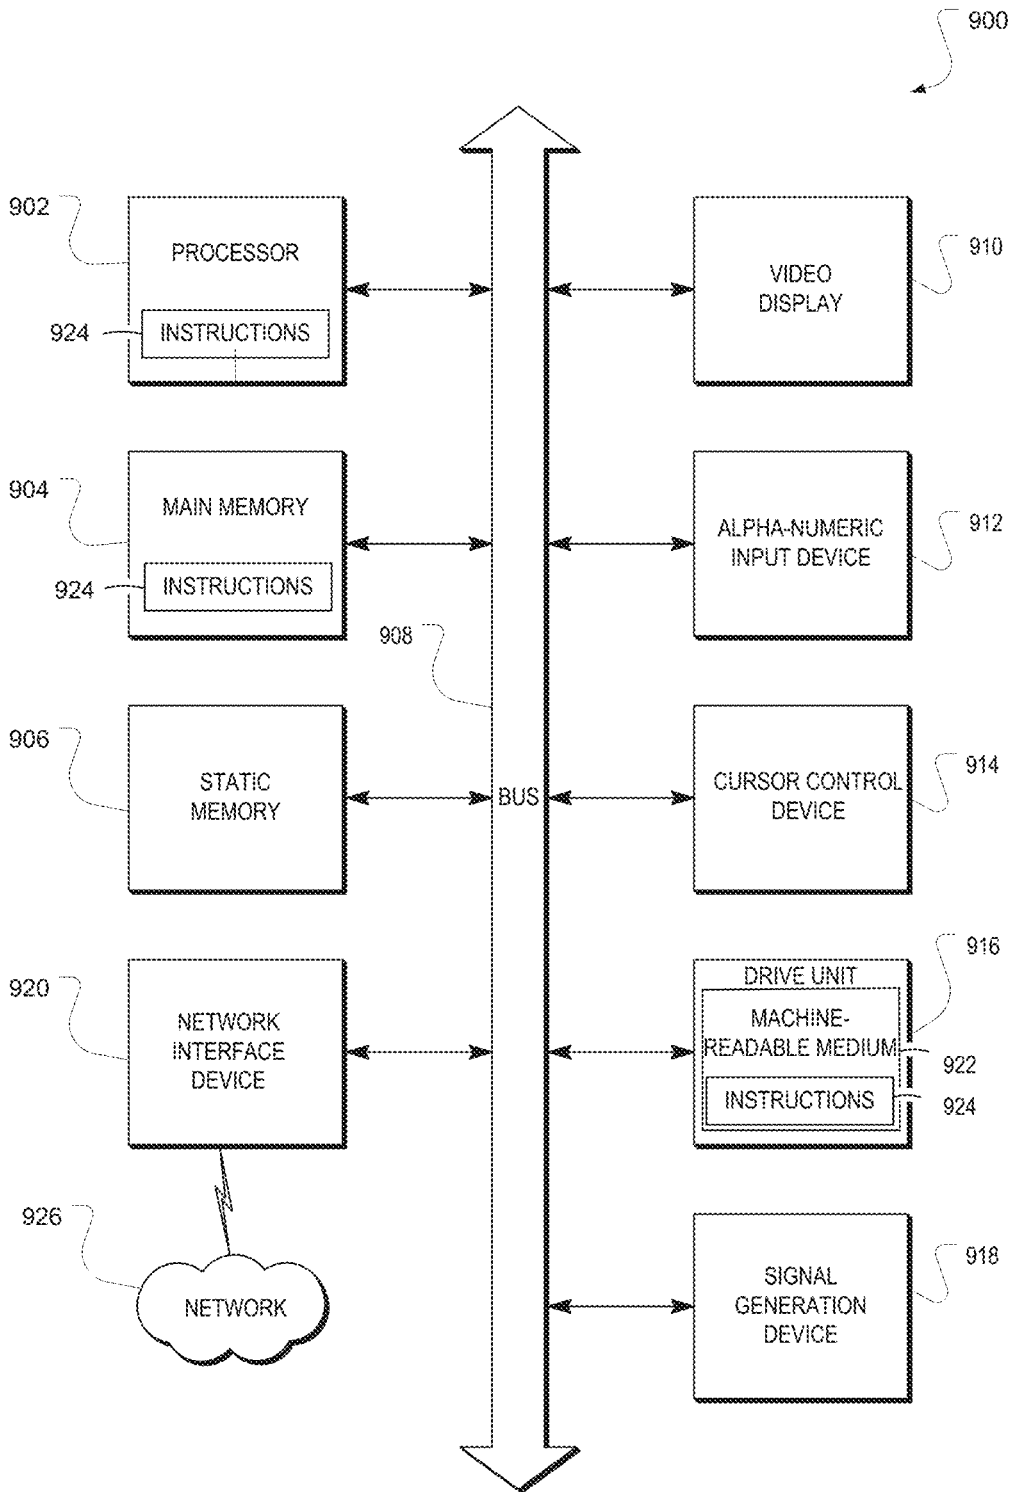 900
902
PROCESSOR
924
INSTRUCTIONS
910
VIDEO
DISPLAY
904
MAIN MEMORY
924
INSTRUCTIONS
912
ALPHA-NUMERIC
INPUT DEVICE
908
906
STATIC
MEMORY
BUS
914
CURSOR CONTROL
DEVICE
920
NETWORK
INTERFACE
DEVICE
916
DRIVE UNIT
MACHINE-
READABLE MEDIUM
922
INSTRUCTIONS
924
926
NETWORK
918
SIGNAL
GENERATION
DEVICE